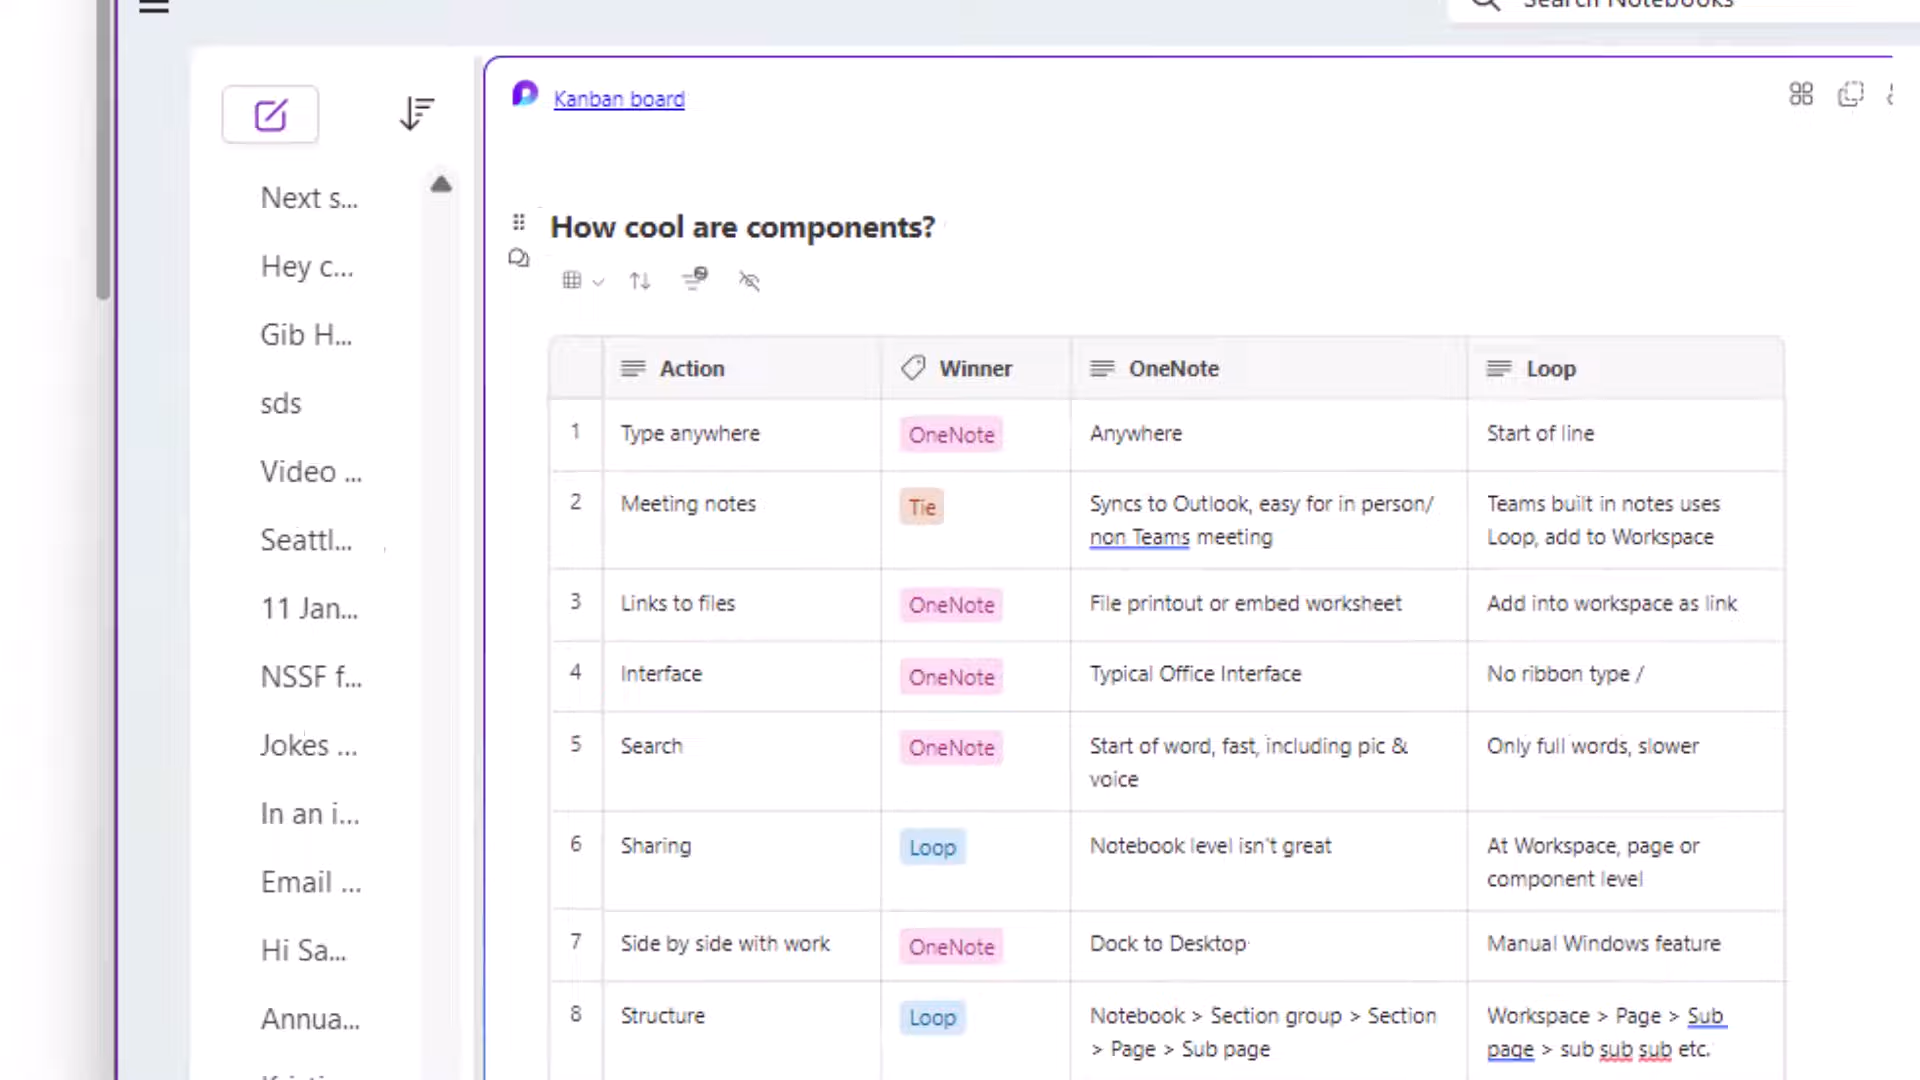 Search Notebooks
Kanban board
Next s...
Hey c...
Gib H...
sds
Video ...
Seattl...
11 Jan...
NSSF f...
Jokes ...
In an i...
Email ...
Hi Sa...
Annua...
How cool are components?
Action Winner OneNote Loop
1 Type anywhere OneNote Anywhere Start of line
2 Meeting notes Tie Syncs to Outlook, easy for in person/ Teams built in notes uses
non Teams meeting Loop, add to Workspace
3 Links to files OneNote File printout or embed worksheet Add into workspace as link
4 Interface OneNote Typical Office Interface No ribbon type /
5 Search OneNote Start of word, fast, including pic & Only full words, slower
voice
6 Sharing Loop Notebook level isn't great At Workspace, page or
component level
7 Side by side with work OneNote Dock to Desktop Manual Windows feature
8 Structure Loop Notebook > Section group > Section Workspace > Page > Sub
> Page > Sub page page > sub sub sub etc.